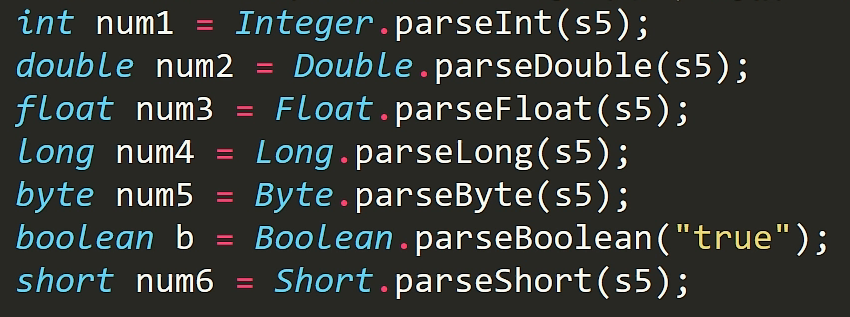 int num1 = Integer.parseInt(s5);
double num2 = Double.parseDouble(s5);
float num3 = Float.parseFloat(s5);
long num4 = Long.parseLong(s5);
byte num5 = Byte.parseByte(s5);
boolean b = Boolean.parseBoolean("true");
short num6 = Short.parseShort(s5);